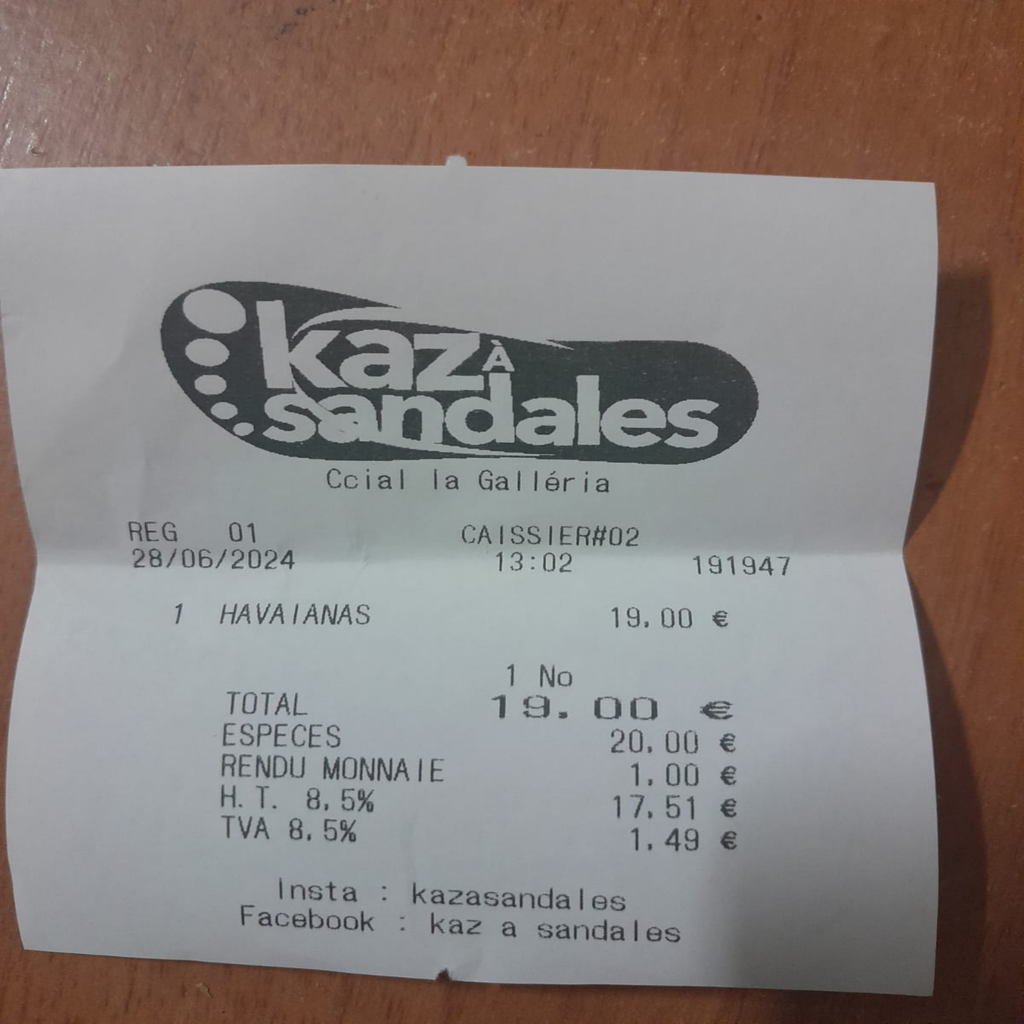 kaz À
sandales
Ccial la Galléria
REG 01 CAISSIER#02
28/06/2024 13:02 191947
1 HAVAIANAS 19.00 €
1 No
TOTAL 19.00 €
ESPECES 20.00 €
RENDU MONNAIE 1.00 €
H.T. 8.5% 17.51 €
TVA 8.5% 1.49 €
Insta : kazasandales
Facebook : kaz a sandales